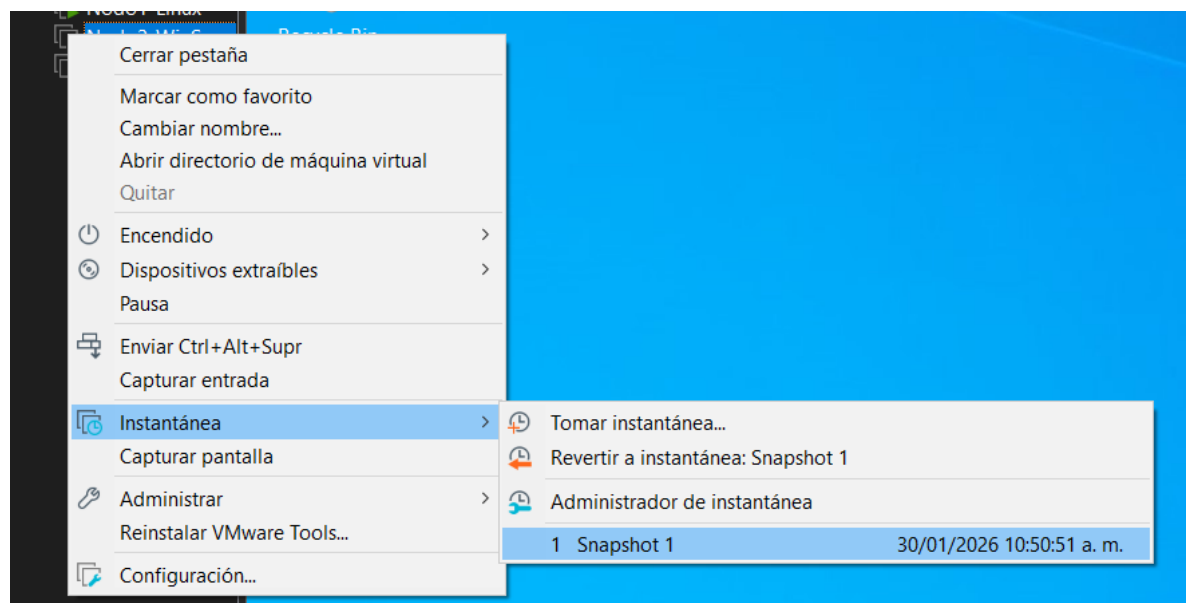 Cerrar pestaña
Marcar como favorito
Cambiar nombre...
Abrir directorio de máquina virtual
Quitar
Encendido
Dispositivos extraíbles
Pausa
Enviar Ctrl+Alt+Supr
Capturar entrada
Instantánea
Capturar pantalla
Administrar
Reinstalar VMware Tools...
Configuración...
Tomar instantánea...
Revertir a instantánea: Snapshot 1
Administrador de instantánea
1 Snapshot 1 30/01/2026 10:50:51 a. m.